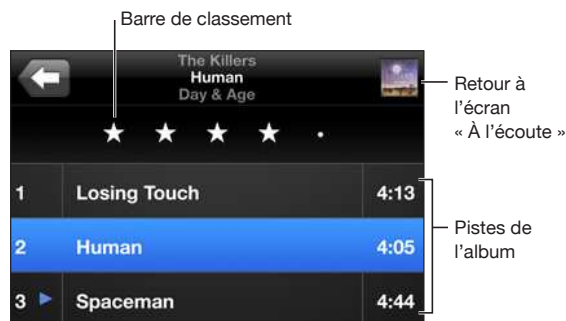 Barre de classement
The Killers
Human
Day & Age
Retour à
l'écran
« À l'écoute »
1 Losing Touch 4:13
2 Human 4:05
3 Spaceman 4:44
Pistes de
l'album